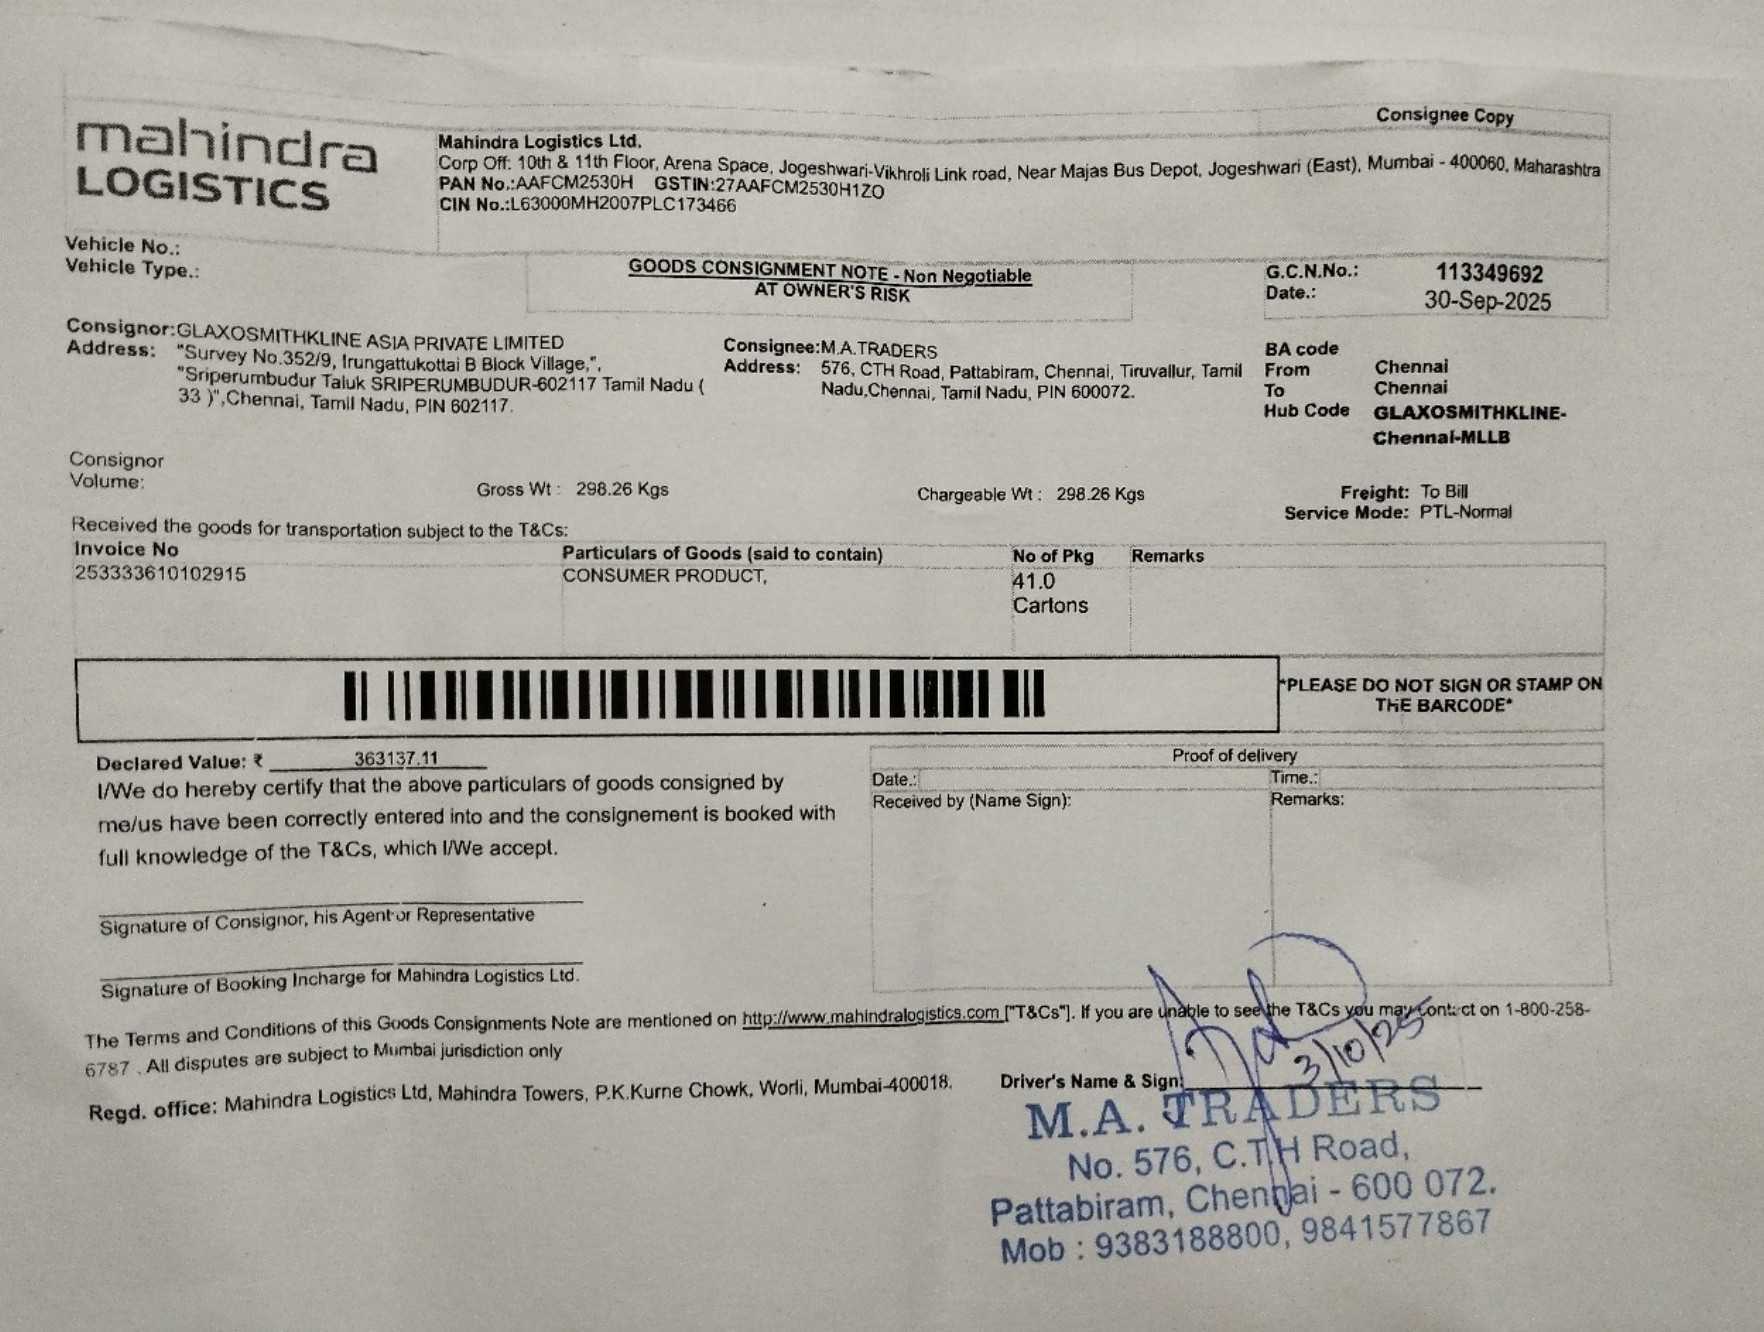 Consignee Copy
mahindra
LOGISTICS
Mahindra Logistics Ltd.
Corp Off: 10th & 11th Floor, Arena Space, Jogeshwari-Vikhroli Link road, Near Majas Bus Depot, Jogeshwari (East), Mumbai - 400060, Maharashtra
PAN No.:AAFCM2530H GSTIN:27AAFCM2530H1ZO
CIN No.:L63000MH2007PLC173466
Vehicle No.:
Vehicle Type.:
GOODS CONSIGNMENT NOTE - Non Negotiable
AT OWNER'S RISK
G.C.N.No.: 113349692
Date.: 30-Sep-2025
Consignor:GLAXOSMITHKLINE ASIA PRIVATE LIMITED
Address: "Survey No.352/9, Irungattukottai B Block Village,",
"Sriperumbudur Taluk SRIPERUMBUDUR-602117 Tamil Nadu (
33 )",Chennai, Tamil Nadu, PIN 602117.
Consignee:M.A.TRADERS
Address: 576, CTH Road, Pattabiram, Chennai, Tiruvallur, Tamil
Nadu,Chennai, Tamil Nadu, PIN 600072.
BA code
From Chennai
To Chennai
Hub Code GLAXOSMITHKLINE-
Chennai-MLLB
Consignor
Volume:
Gross Wt : 298.26 Kgs
Chargeable Wt : 298.26 Kgs
Freight: To Bill
Service Mode: PTL-Normal
Received the goods for transportation subject to the T&Cs:
Invoice No Particulars of Goods (said to contain) No of Pkg Remarks
253333610102915 CONSUMER PRODUCT, 41.0
Cartons
*PLEASE DO NOT SIGN OR STAMP ON
THE BARCODE*
Declared Value: ₹ 363137.11
I/We do hereby certify that the above particulars of goods consigned by
me/us have been correctly entered into and the consignement is booked with
full knowledge of the T&Cs, which I/We accept.
Proof of delivery
Date.: Time.:
Received by (Name Sign): Remarks:
Signature of Consignor, his Agent or Representative
Signature of Booking Incharge for Mahindra Logistics Ltd.
The Terms and Conditions of this Goods Consignments Note are mentioned on http://www.mahindralogistics.com ["T&Cs"]. If you are unable to see the T&Cs you may contact on 1-800-258-
6787 . All disputes are subject to Mumbai jurisdiction only
Regd. office: Mahindra Logistics Ltd, Mahindra Towers, P.K.Kurne Chowk, Worli, Mumbai-400018.
Driver's Name & Sign:
3/10/25
M.A. TRADERS
No. 576, C.T.H Road,
Pattabiram, Chennai - 600 072.
Mob : 9383188800, 9841577867